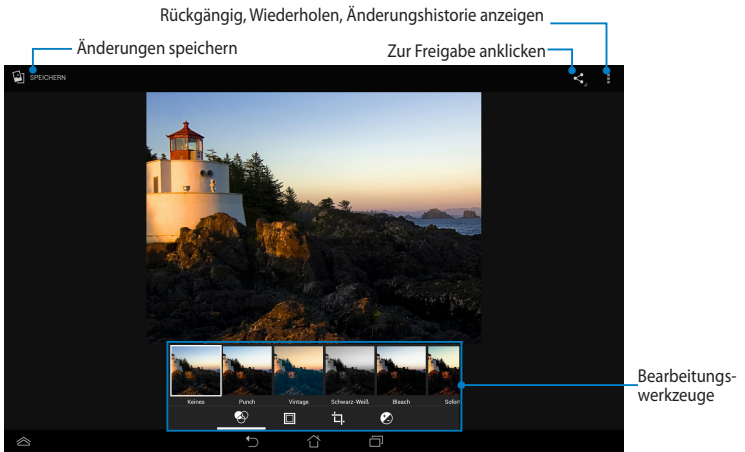 Rückgängig, Wiederholen, Änderungshistorie anzeigen
Änderungen speichern
Zur Freigabe anklicken
SPEICHERN
Keines
Punch
Vintage
Schwarz-Weiß
Bleach
Sofort
Bearbeitungs-
werkzeuge